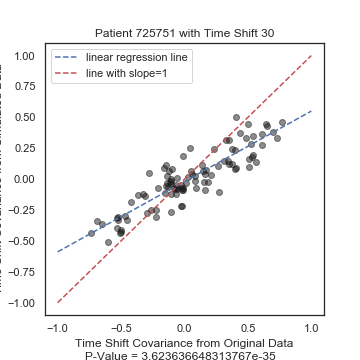 Patient 725751 with Time Shift 30
linear regression line
line with slope=1
1.00
0.75
0.50
0.25
0.00
−0.25
−0.50
−0.75
−1.00
−1.0
−0.5
0.0
0.5
1.0
Time Shift Covariance from Original Data
P-Value = 3.623636648313767e-35